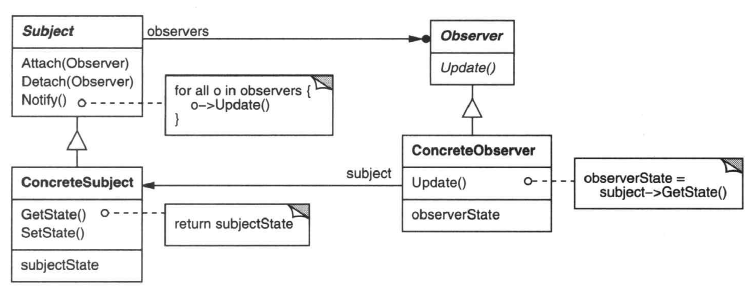 Subject
Attach(Observer)
Detach(Observer)
Notify()
observers
Observer
Update()
for all o in observers {
o->Update()
}
ConcreteSubject
GetState()
SetState()
subjectState
return subjectState
subject
ConcreteObserver
Update()
observerState
observerState =
subject->GetState()